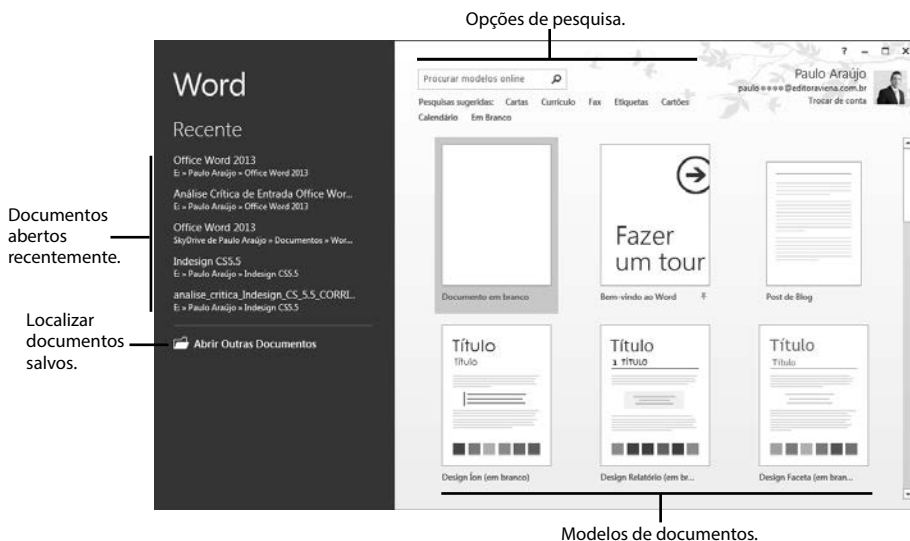 Opções de pesquisa.
Word
Recente
Office Word 2013
E: » Paulo Araújo » Office Word 2013
Análise Crítica de Entrada Office Wor...
E: » Paulo Araújo » Office Word 2013
Office Word 2013
SkyDrive de Paulo Araújo » Documentos » Wor...
Indesign CS5.5
E: » Paulo Araújo » Indesign CS5.5
analise_critica_Indesign_CS_5.5_CORRI...
E: » Paulo Araújo » Indesign CS5.5
Abrir Outras Documentos
Documentos
abertos
recentemente.
Localizar
documentos
salvos.
Procurar modelos online
Pesquisas sugeridas: Cartas Currículo Fax Etiquetas Cartões
Calendário Em Branco
?
Paulo Araújo
paulo****@editoraviena.com.br
Trocar de conta
Fazer
um tour
Documento em branco
Bem-vindo ao Word
Post de Blog
Título
Título
Título
1 TÍTULO
Título
Título
Design Íon (em branco)
Design Relatório (em br...
Design Faceta (em bran...
Modelos de documentos.